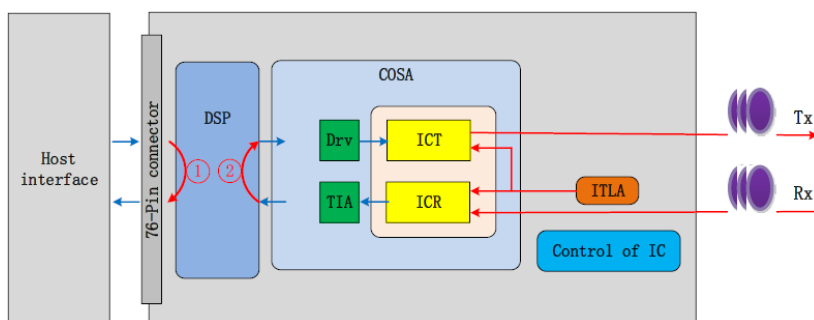 Host
interface
76-Pin connector
DSP
①
②
COSA
Drv
ICT
TIA
ICR
ITLA
Control of IC
Tx
Rx